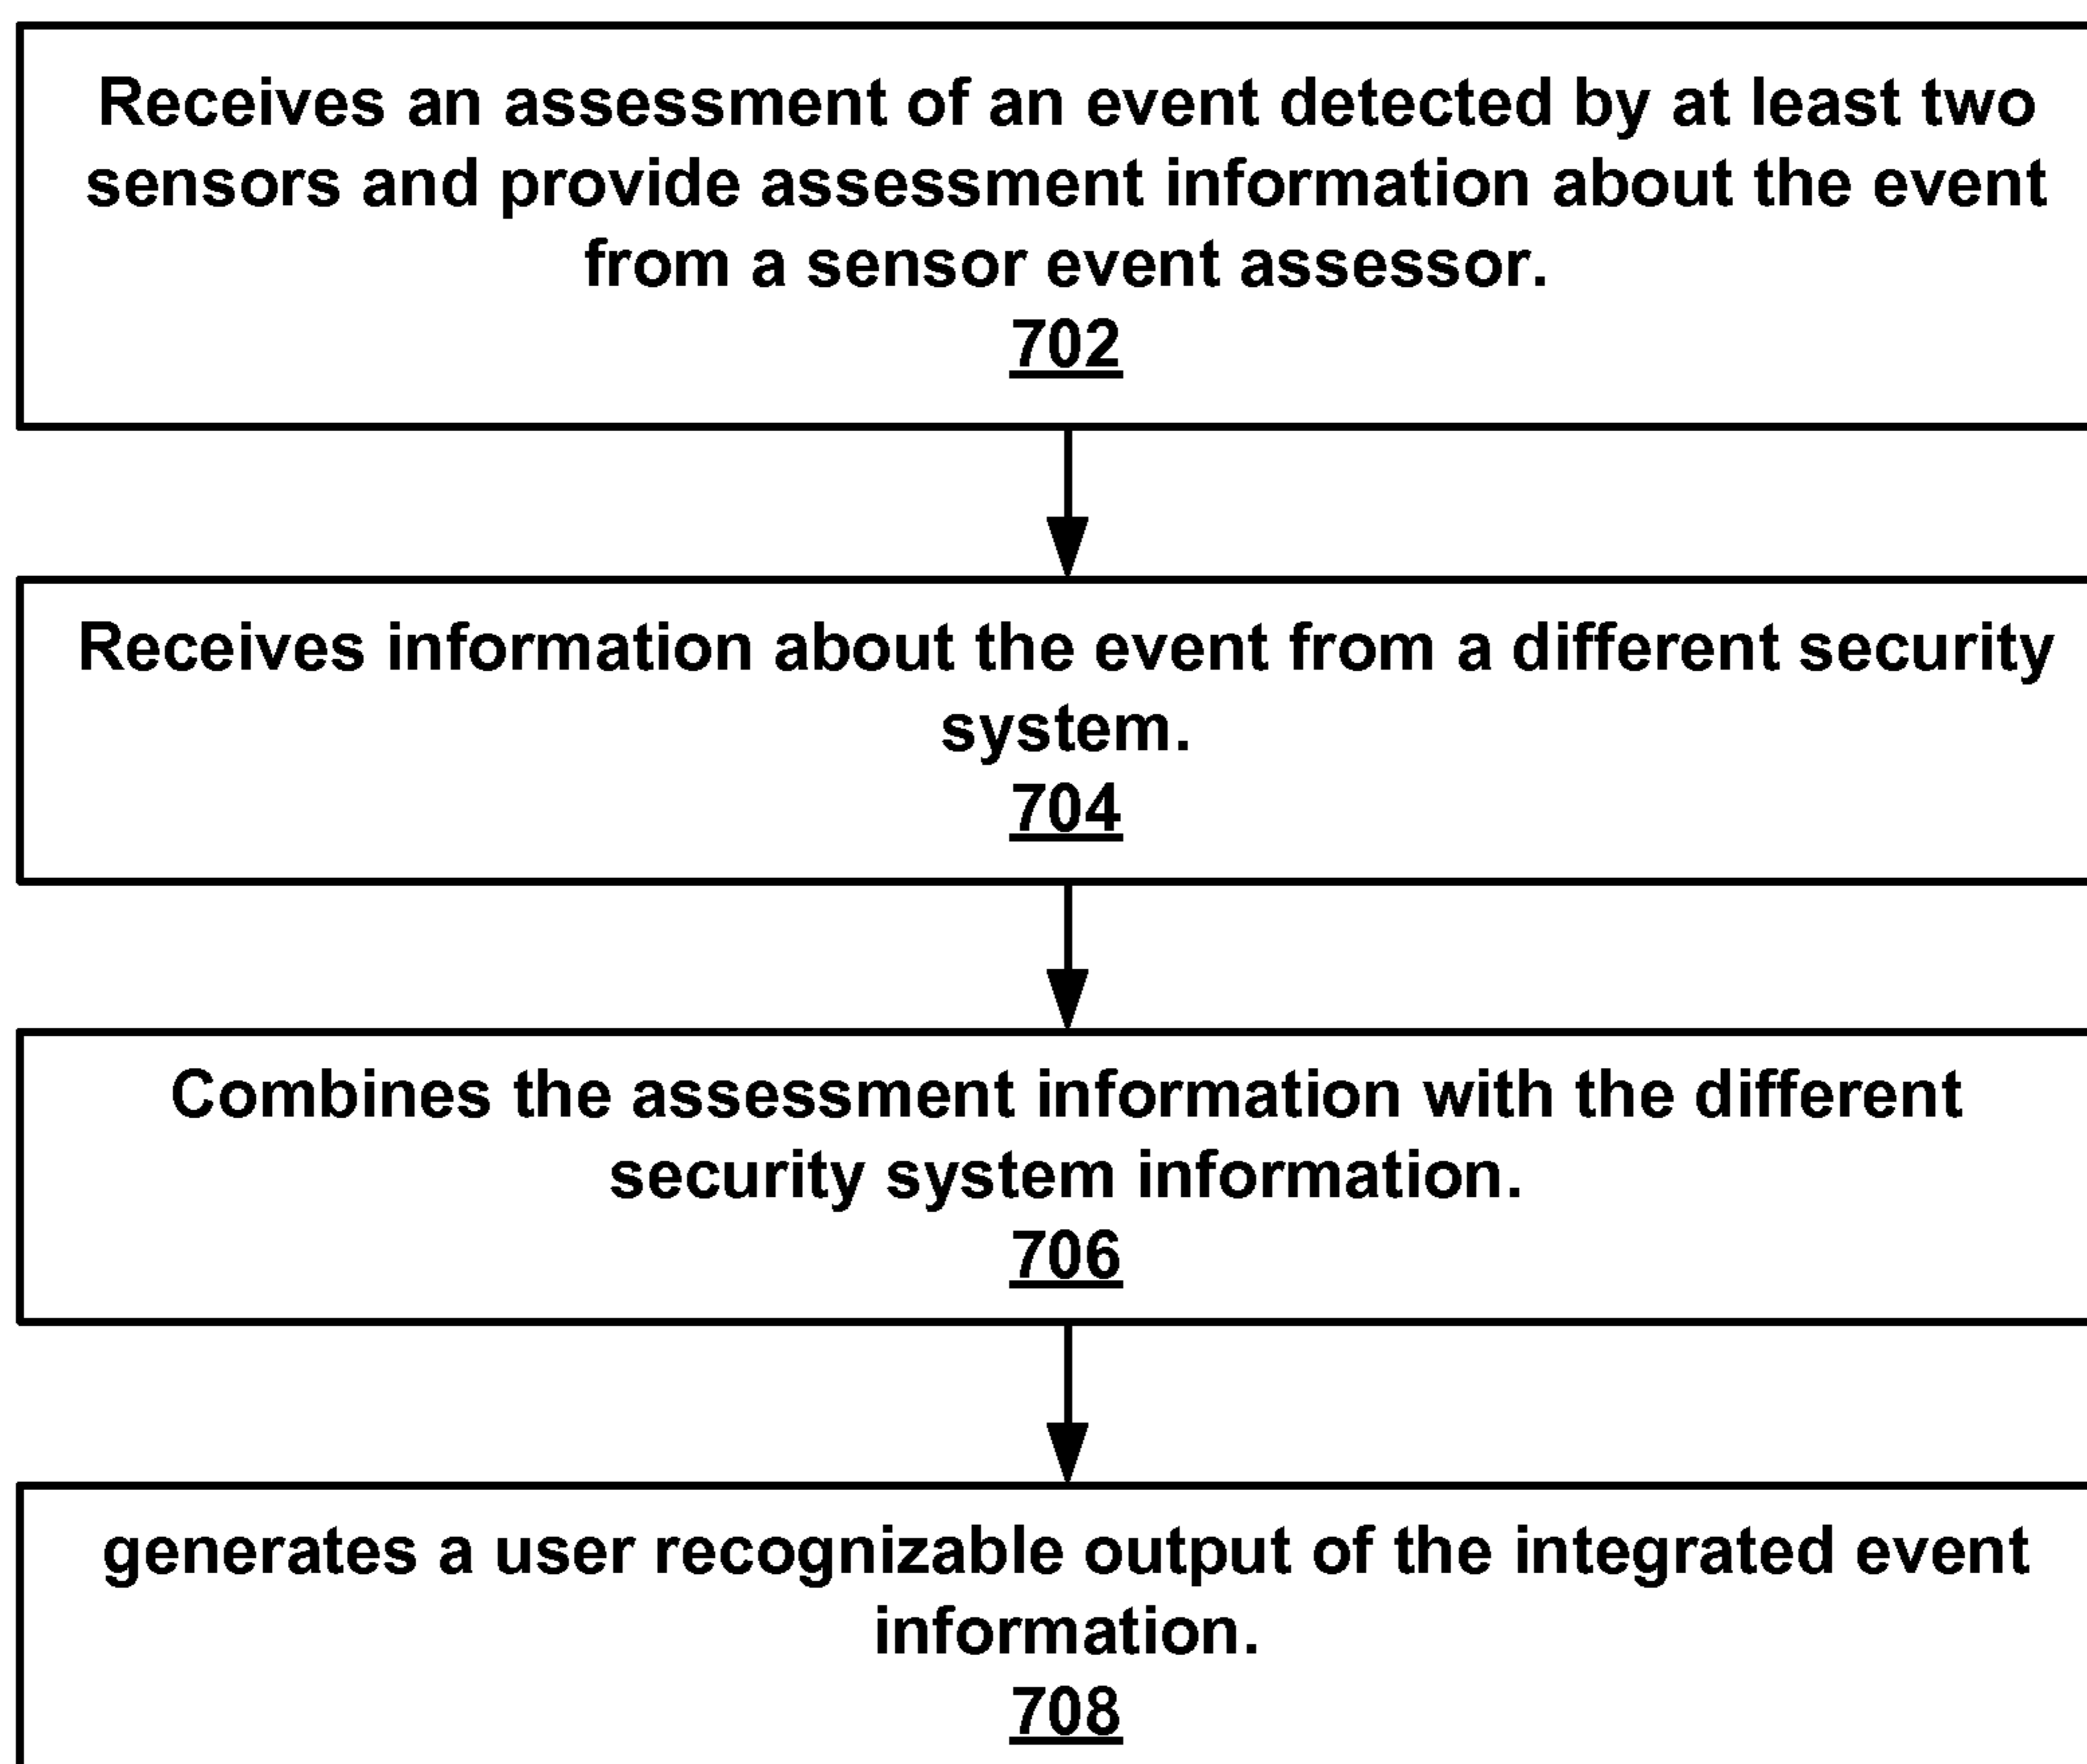 Receives an assessment of an event detected by at least two
sensors and provide assessment information about the event
from a sensor event assessor.
702
Receives information about the event from a different security
system.
704
Combines the assessment information with the different
security system information.
706
generates a user recognizable output of the integrated event
information.
708